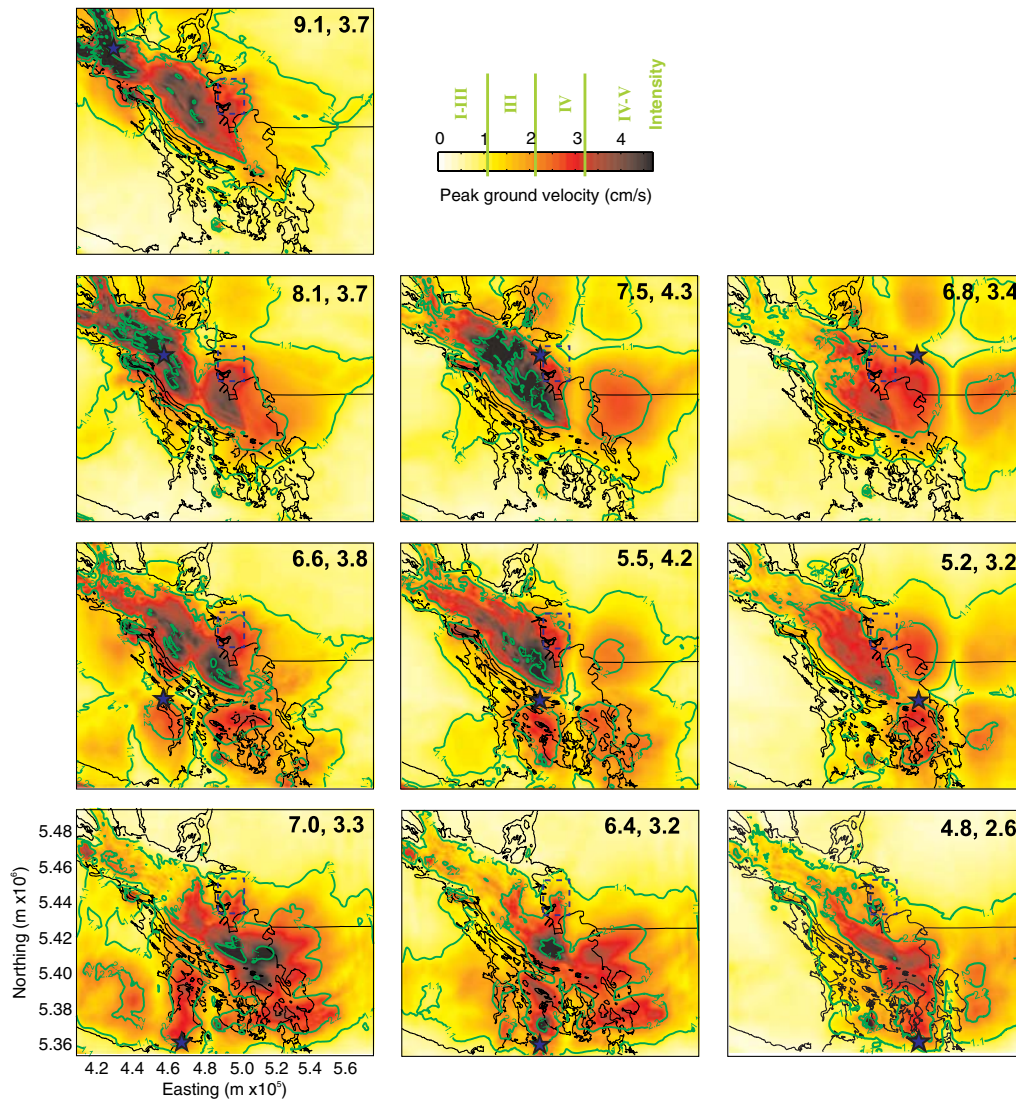 9.1, 3.7
I-III
III
IV
IV-V
Intensity
0 1 2 3 4
Peak ground velocity (cm/s)
8.1, 3.7
7.5, 4.3
6.8, 3.4
6.6, 3.8
5.5, 4.2
5.2, 3.2
7.0, 3.3
6.4, 3.2
4.8, 2.6
5.48
5.46
5.44
5.42
5.40
5.38
5.36
Northing (m x10⁶)
4.2 4.4 4.6 4.8 5.0 5.2 5.4 5.6
Easting (m x10⁵)